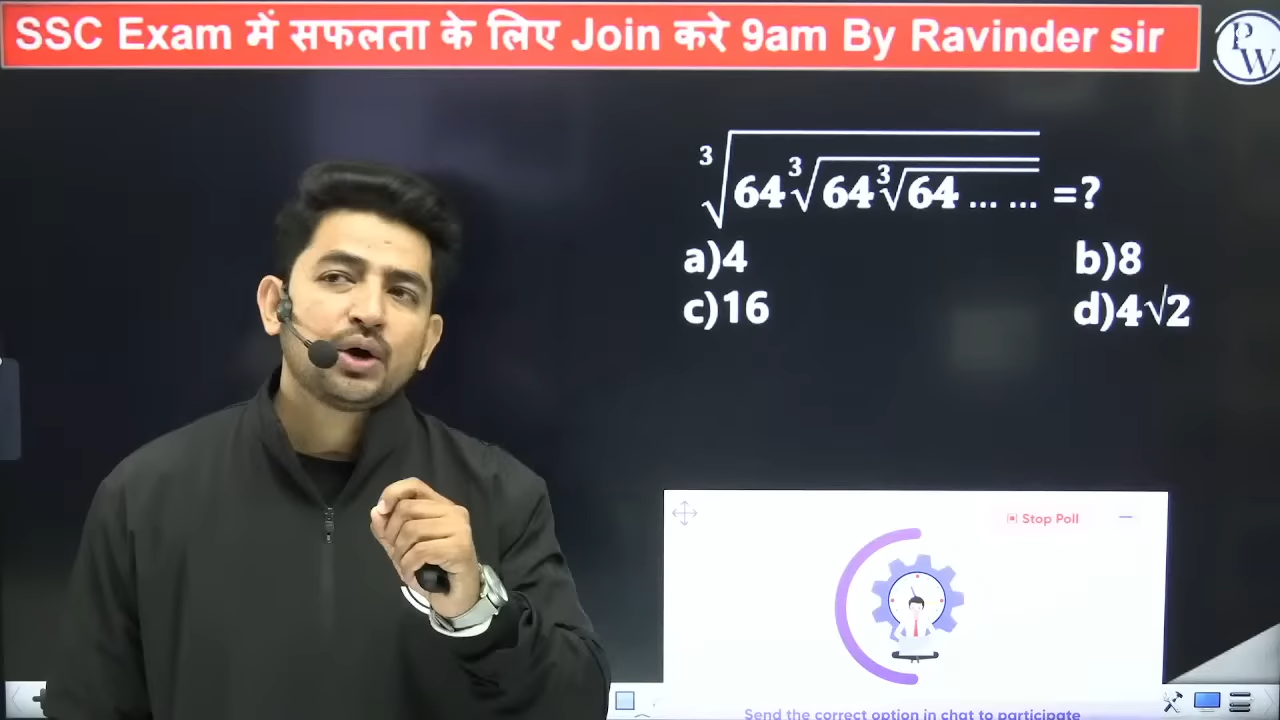 SSC Exam में सफलता के लिए Join करे 9am By Ravinder sir
PW
∛(64∛(64∛(64... ... =?
a)4
b)8
c)16
d)4√2
Stop Poll
Send the correct option in chat to participate